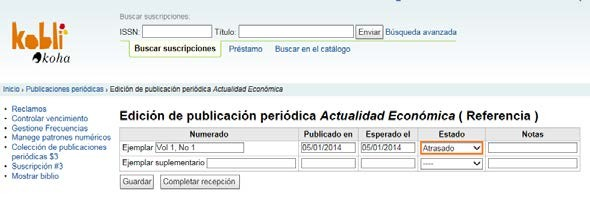 Buscar suscripciones:
ISSN: Título: Enviar Búsqueda avanzada
Buscar suscripciones Préstamo Buscar en el catálogo
kobli
koha
Inicio › Publicaciones periódicas › Edición de publicación periódica Actualidad Económica
Reclamos
Controlar vencimiento
Gestione Frecuencias
Manege patrones numéricos
Colección de publicaciones
periódicas $3
Suscripción #3
Mostrar biblio
Edición de publicación periódica Actualidad Económica ( Referencia )
Numerado Publicado en Esperado el Estado Notas
Ejemplar Vol 1, No 1 05/01/2014 05/01/2014 Atrasado
Ejemplar suplementario ----
Guardar Completar recepción